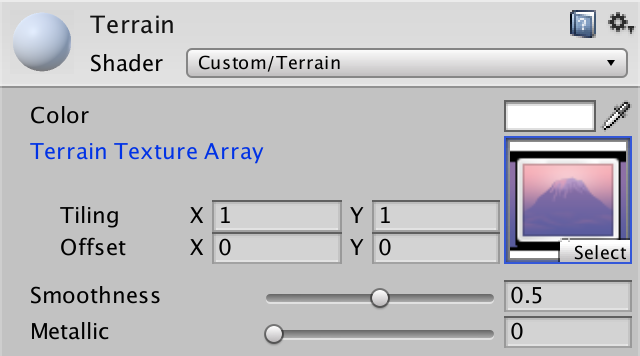 Terrain
Shader Custom/Terrain
Color
Terrain Texture Array
Tiling X 1 Y 1
Offset X 0 Y 0
Select
Smoothness 0.5
Metallic 0